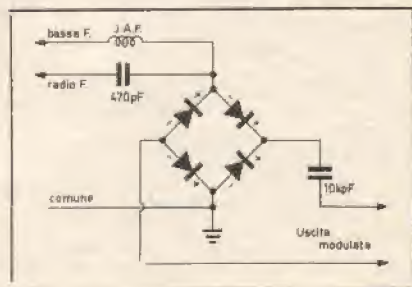 bassa F.
J.A.F.
radio F.
470pF
10kpF
comune
Uscita
modulata